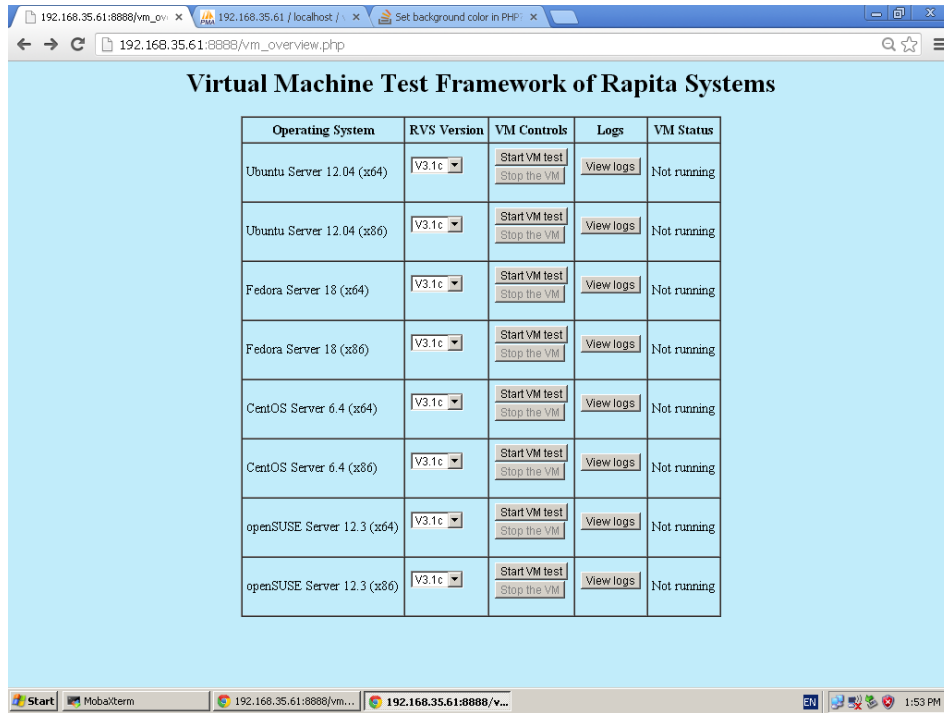 192.168.35.61:8888/vm_ov
192.168.35.61 / localhost /
Set background color in PHP
192.168.35.61:8888/vm_overview.php
Virtual Machine Test Framework of Rapita Systems
Operating System RVS Version VM Controls Logs VM Status
Ubuntu Server 12.04 (x64) V3.1c Start VM test View logs Not running
Stop the VM
Ubuntu Server 12.04 (x86) V3.1c Start VM test View logs Not running
Stop the VM
Fedora Server 18 (x64) V3.1c Start VM test View logs Not running
Stop the VM
Fedora Server 18 (x86) V3.1c Start VM test View logs Not running
Stop the VM
CentOS Server 6.4 (x64) V3.1c Start VM test View logs Not running
Stop the VM
CentOS Server 6.4 (x86) V3.1c Start VM test View logs Not running
Stop the VM
openSUSE Server 12.3 (x64) V3.1c Start VM test View logs Not running
Stop the VM
openSUSE Server 12.3 (x86) V3.1c Start VM test View logs Not running
Stop the VM
Start MobaXterm 192.168.35.61:8888/vm... 192.168.35.61:8888/v... EN 1:53 PM